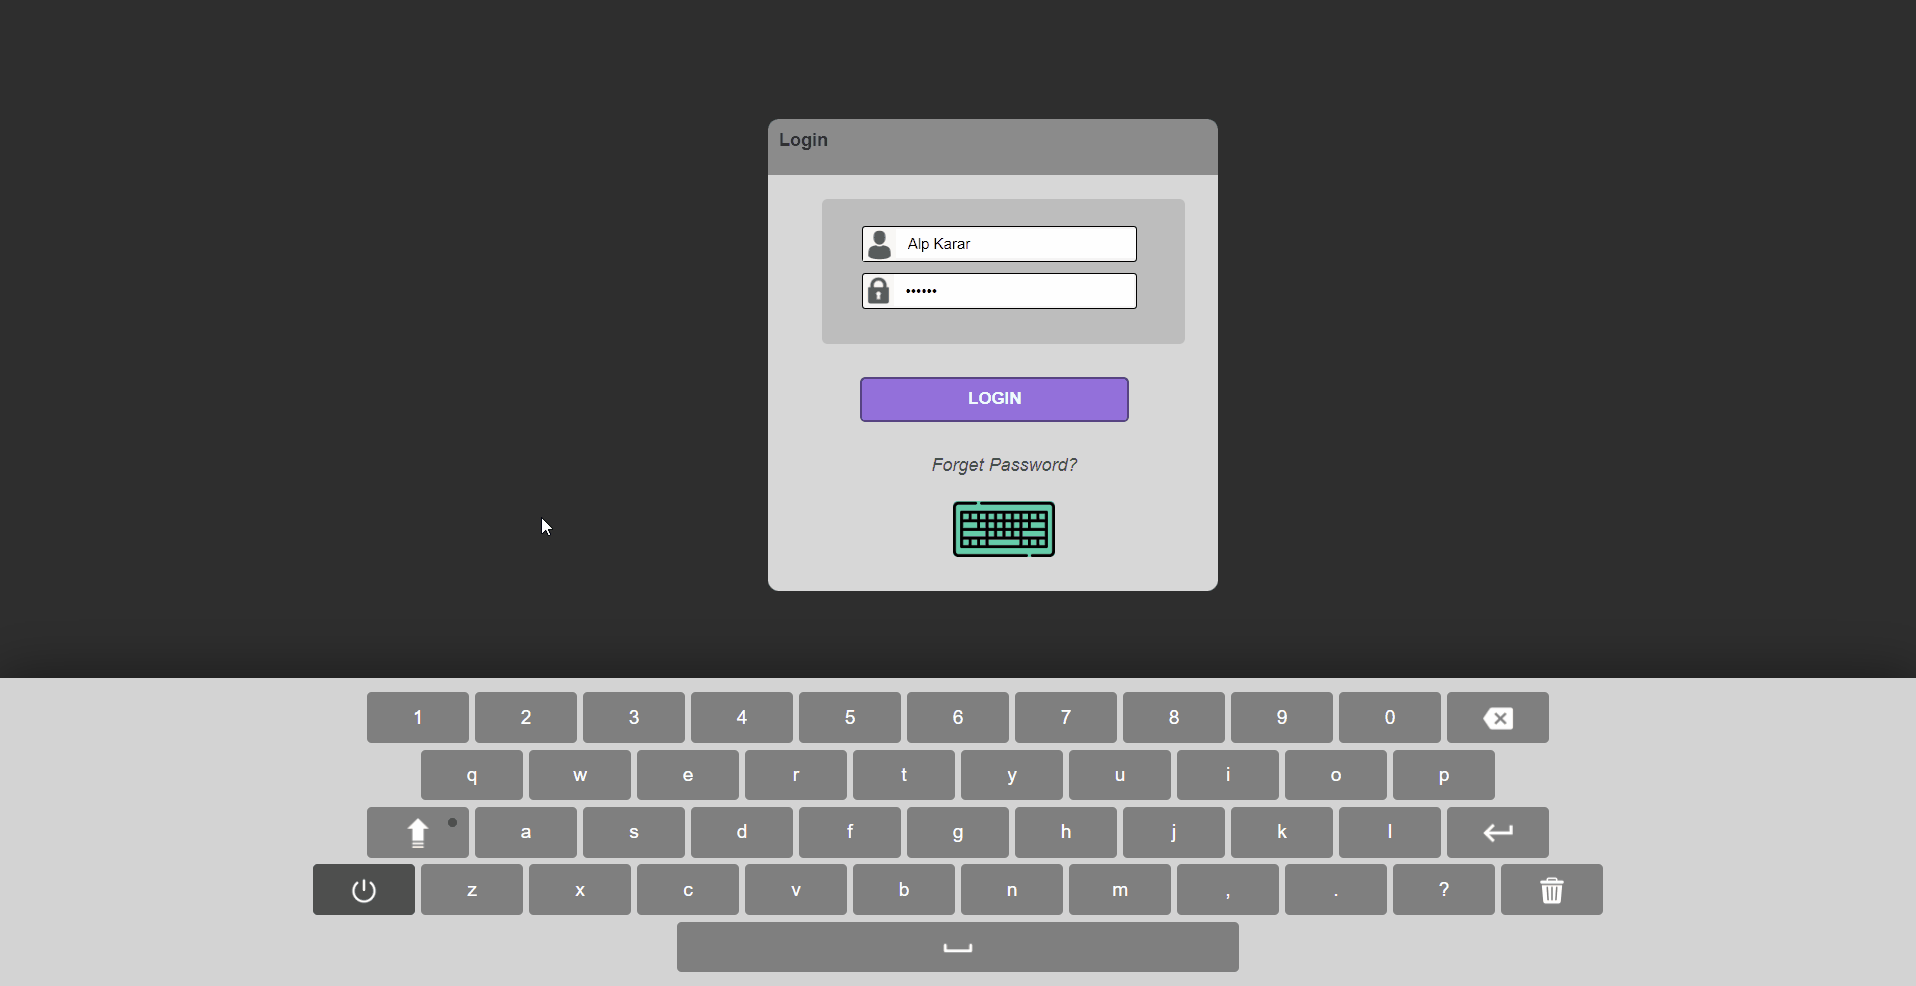 Login
Alp Karar
••••••
LOGIN
Forget Password?
1 2 3 4 5 6 7 8 9 0
q w e r t y u i o p
a s d f g h j k l
z x c v b n m , . ?